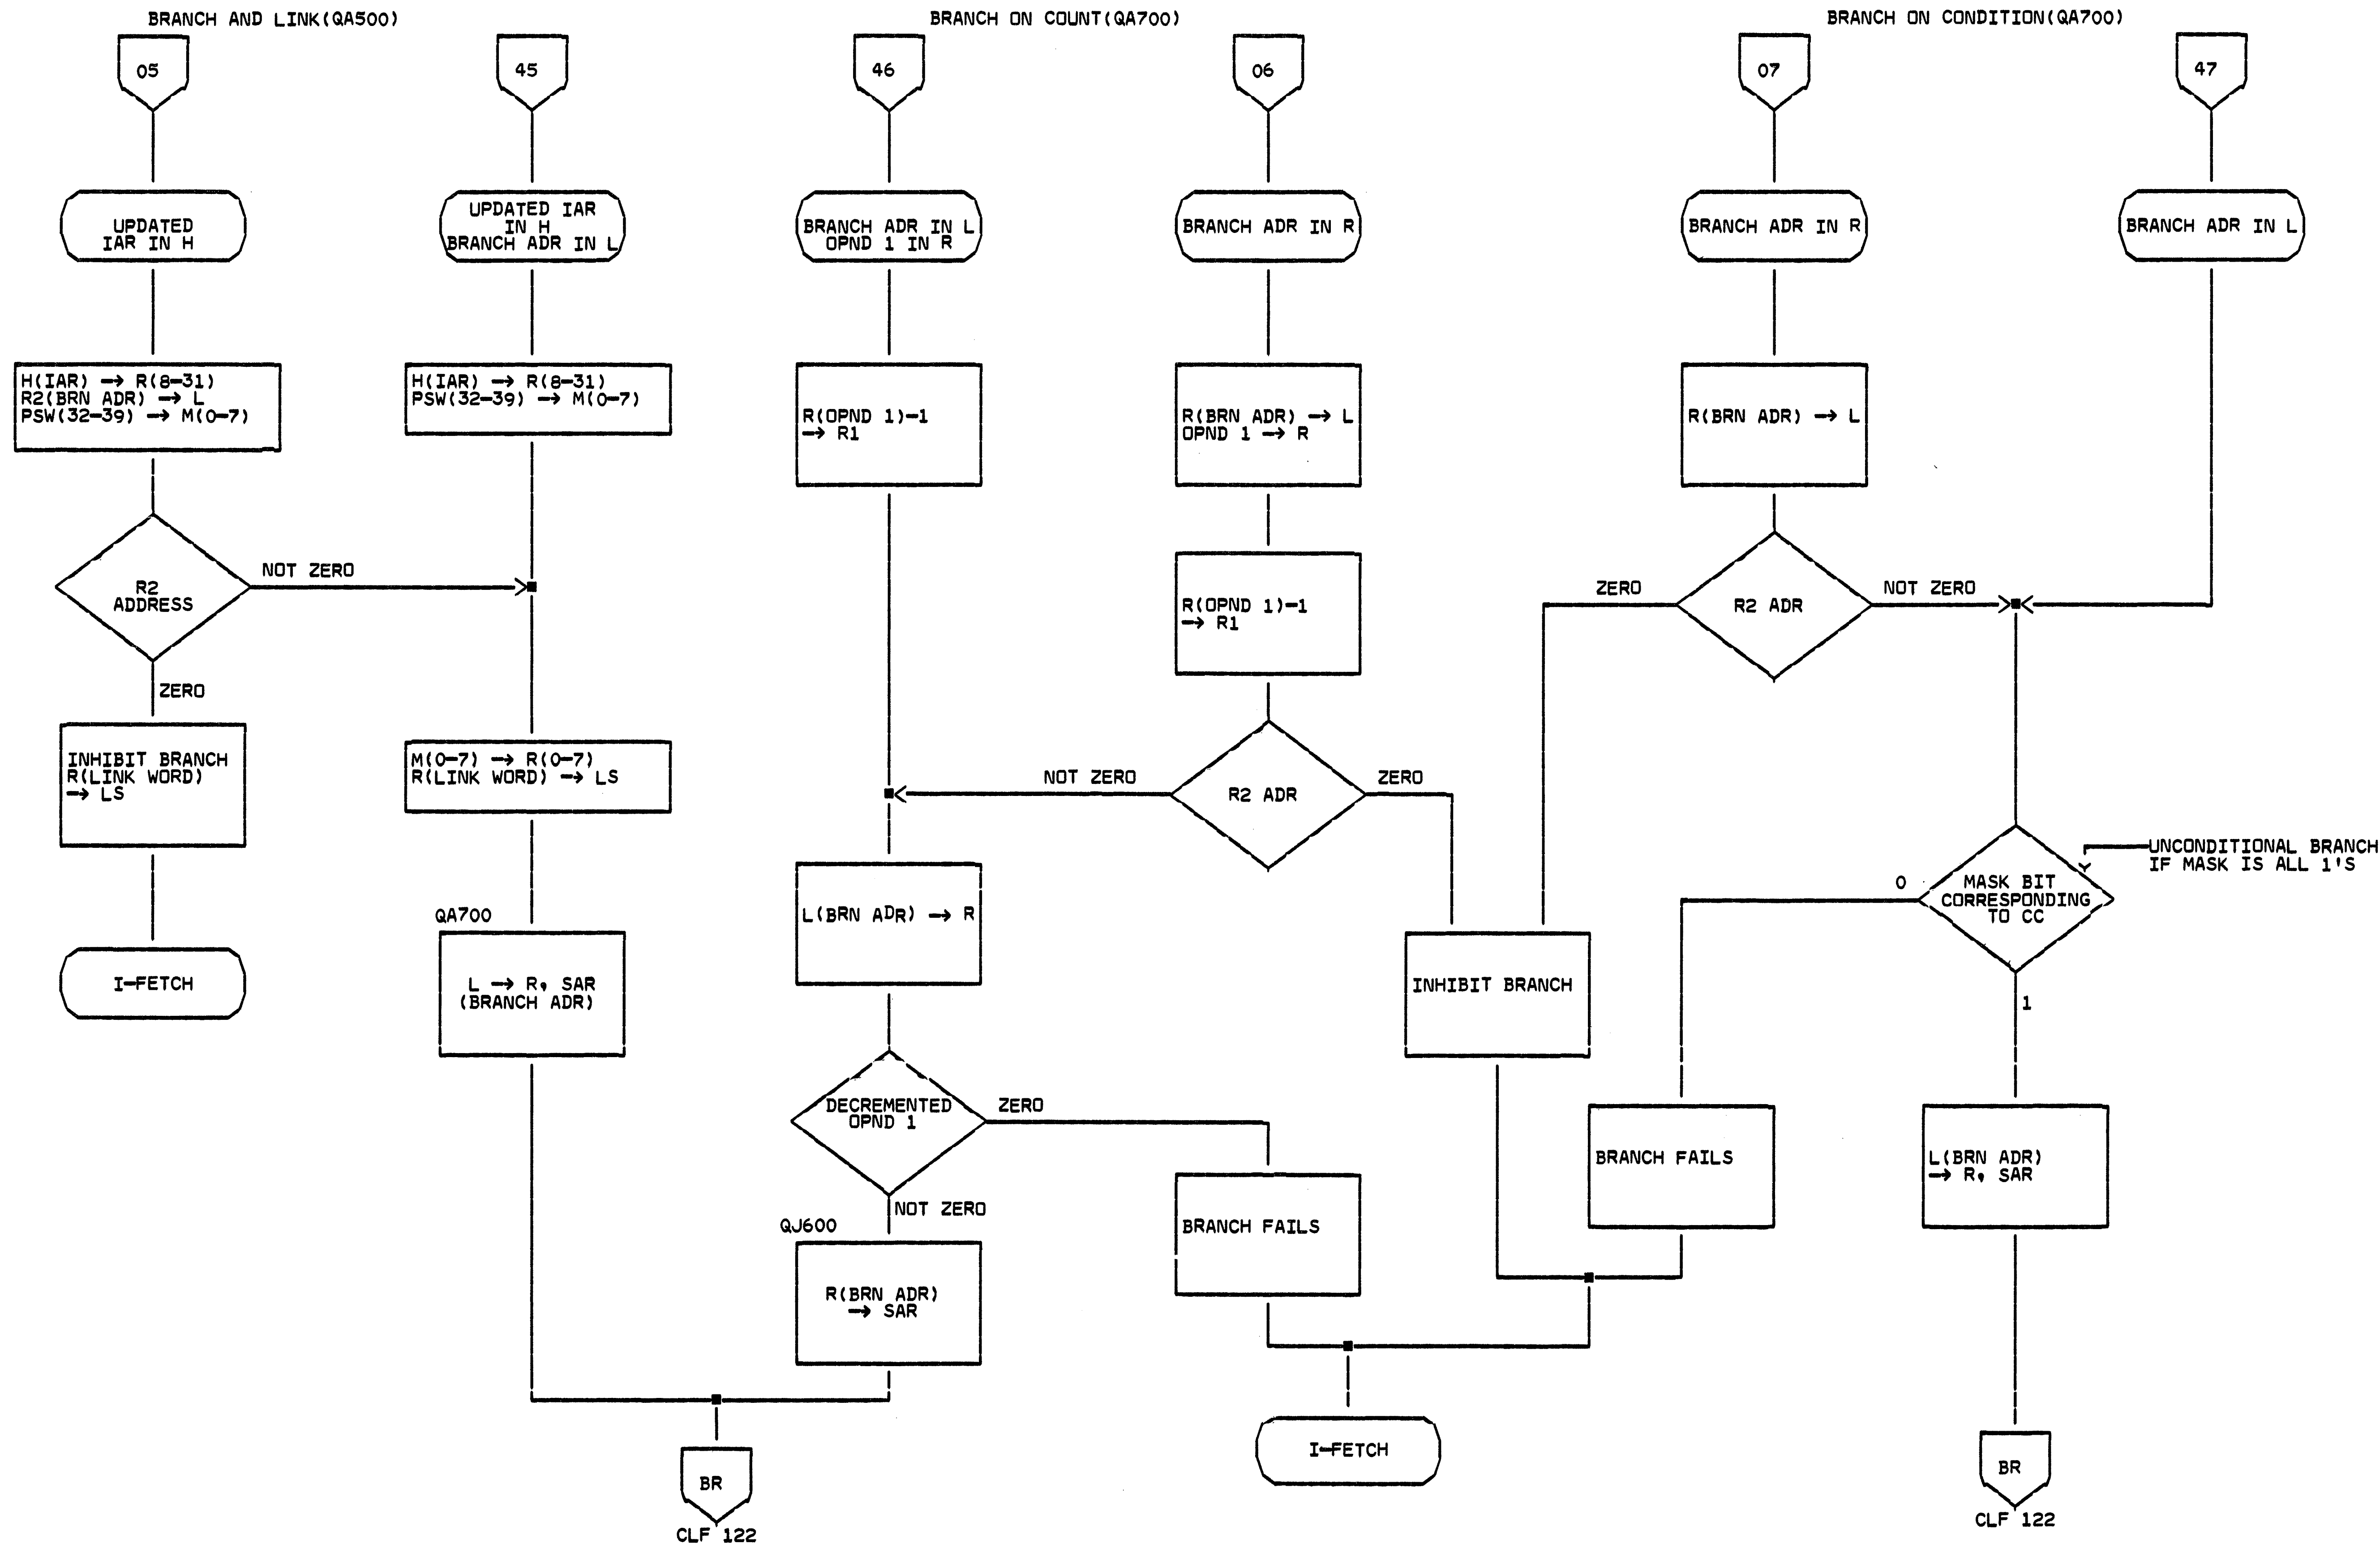 BRANCH AND LINK(QA500)
BRANCH ON COUNT(QA700)
BRANCH ON CONDITION(QA700)
05
45
46
06
07
47
UPDATED
IAR IN H
UPDATED IAR
IN H
BRANCH ADR IN L
BRANCH ADR IN L
OPND 1 IN R
BRANCH ADR IN R
BRANCH ADR IN R
BRANCH ADR IN L
H(IAR) → R(8-31)
R2(BRN ADR) → L
PSW(32-39) → M(0-7)
H(IAR) → R(8-31)
PSW(32-39) → M(0-7)
R(OPND 1)-1
→ R1
R(BRN ADR) → L
OPND 1 → R
R(BRN ADR) → L
R2
ADDRESS
NOT ZERO
ZERO
R(OPND 1)-1
→ R1
ZERO
R2 ADR
NOT ZERO
INHIBIT BRANCH
R(LINK WORD)
→ LS
M(0-7) → R(0-7)
R(LINK WORD) → LS
NOT ZERO
R2 ADR
ZERO
UNCONDITIONAL BRANCH
IF MASK IS ALL 1'S
0
MASK BIT
CORRESPONDING
TO CC
1
I-FETCH
QA700
L → R, SAR
(BRANCH ADR)
L(BRN ADR) → R
INHIBIT BRANCH
DECREMENTED
OPND 1
ZERO
NOT ZERO
BRANCH FAILS
BRANCH FAILS
L(BRN ADR)
→ R, SAR
QJ600
R(BRN ADR)
→ SAR
I-FETCH
BR
CLF 122
BR
CLF 122